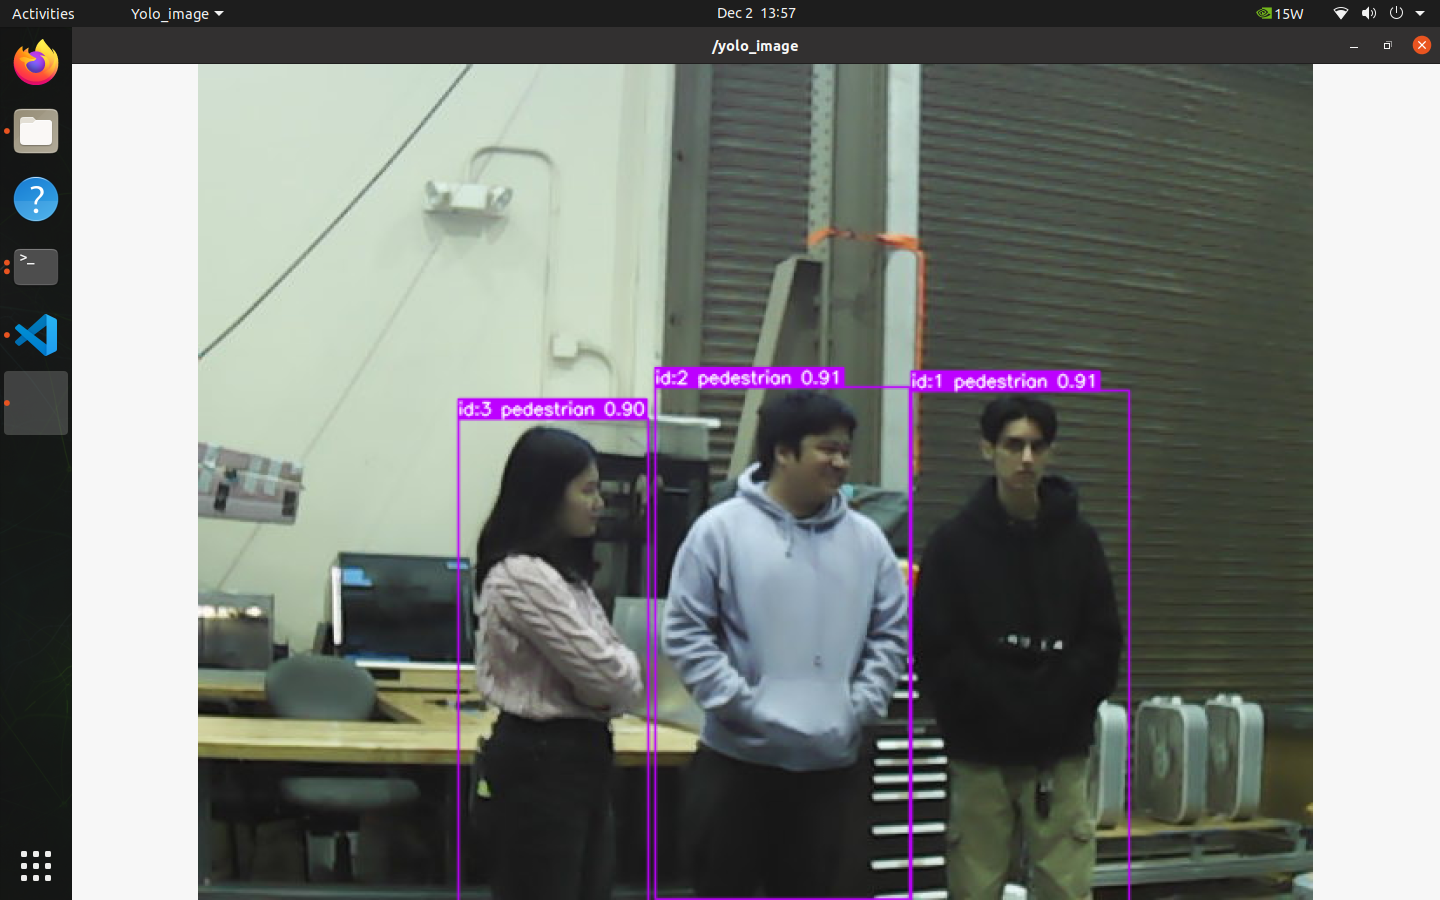 Activities
Yolo_image
Dec 2 13:57
15W
/yolo_image
id:2 pedestrian 0.91
id:1 pedestrian 0.91
id:3 pedestrian 0.90